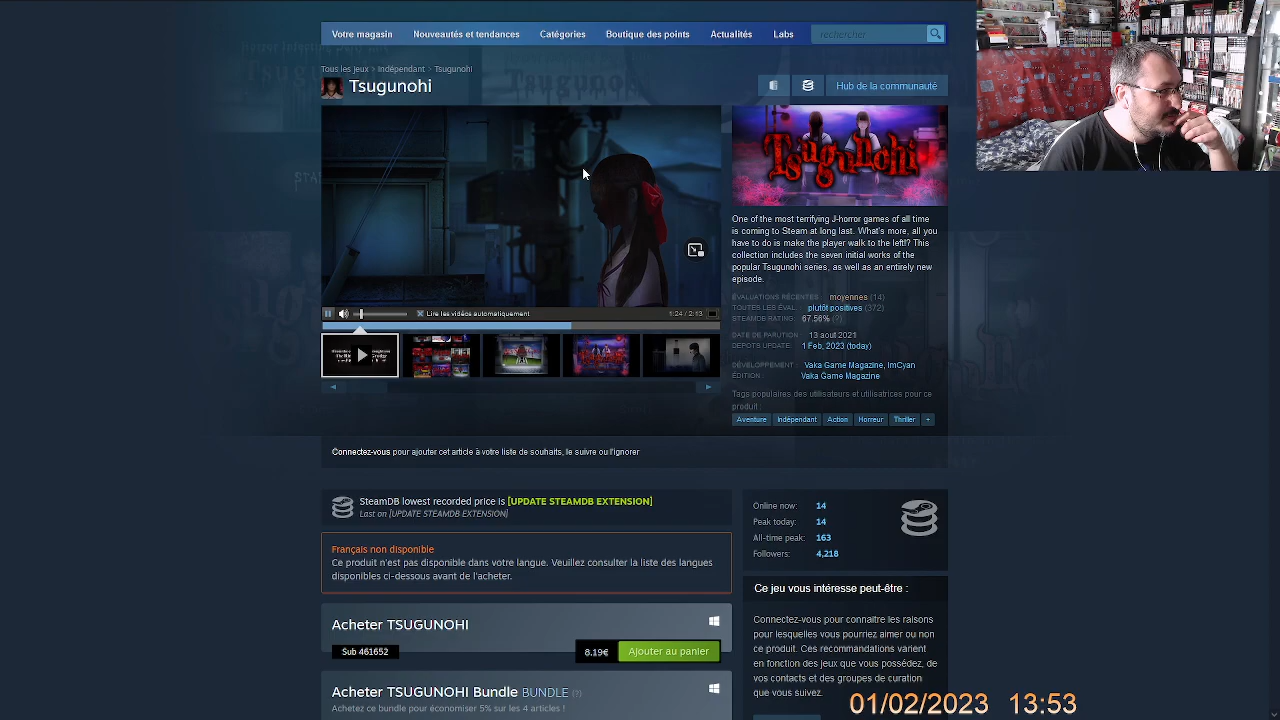 Votre magasin
Nouveautés et tendances
Catégories
Boutique des points
Actualités
Labs
rechercher
Tous les jeux > Indépendant > Tsugunohi
Tsugunohi
Hub de la communauté
Tsugunohi
One of the most terrifying J-horror games of all time
is coming to Steam at long last. What's more, all you
have to do is make the player walk to the left!? This
collection includes the seven initial works of the
popular Tsugunohi series, as well as an entirely new
episode.
ÉVALUATIONS RÉCENTES : moyennes (14)
TOUTES LES ÉVAL. : plutôt positives (372)
STEAMDB RATING: 67.56% (?)
DATE DE PARUTION : 13 aout 2021
DEPOTS UPDATE: 1 Feb, 2023 (today)
DÉVELOPPEMENT : Vaka Game Magazine, ImCyan
ÉDITION : Vaka Game Magazine
Tags populaires des utilisateurs et utilisatrices pour ce
produit :
Aventure
Indépendant
Action
Horreur
Thriller
+
Lire les vidéos automatiquement
1:24 / 2:13
Connectez-vous pour ajouter cet article à votre liste de souhaits, le suivre ou l'ignorer
SteamDB lowest recorded price is [UPDATE STEAMDB EXTENSION]
Last on [UPDATE STEAMDB EXTENSION]
Français non disponible
Ce produit n'est pas disponible dans votre langue. Veuillez consulter la liste des langues
disponibles ci-dessous avant de l'acheter.
Acheter TSUGUNOHI
Sub 461652
8.19€
Ajouter au panier
Acheter TSUGUNOHI Bundle BUNDLE (?)
Achetez ce bundle pour économiser 5% sur les 4 articles !
Online now: 14
Peak today: 14
All-time peak: 163
Followers: 4,218
Ce jeu vous intéresse peut-être :
Connectez-vous pour connaître les raisons
pour lesquelles vous pourriez aimer ou non
ce produit. Ces recommandations varient
en fonction des jeux que vous possédez, de
vos contacts et des groupes de curation
que vous suivez.
01/02/2023 13:53